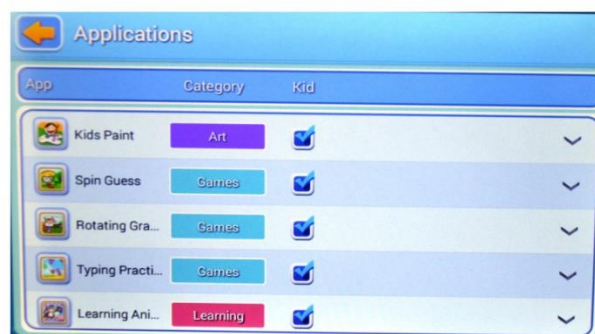 Applications
App Category Kid
Kids Paint Art
Spin Guess Games
Rotating Gra... Games
Typing Practi... Games
Learning Ani... Learning